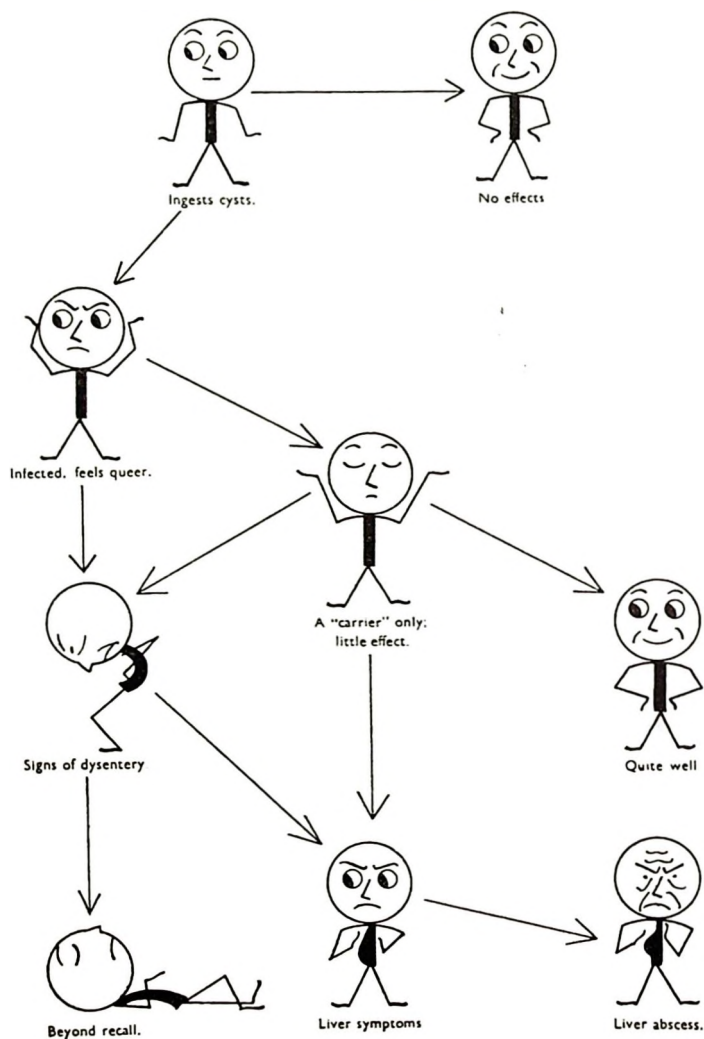 Ingests cysts.
No effects
Infected. feels queer.
A "carrier" only;
little effect.
Signs of dysentery
Quite well
Beyond recall.
Liver symptoms
Liver abscess.